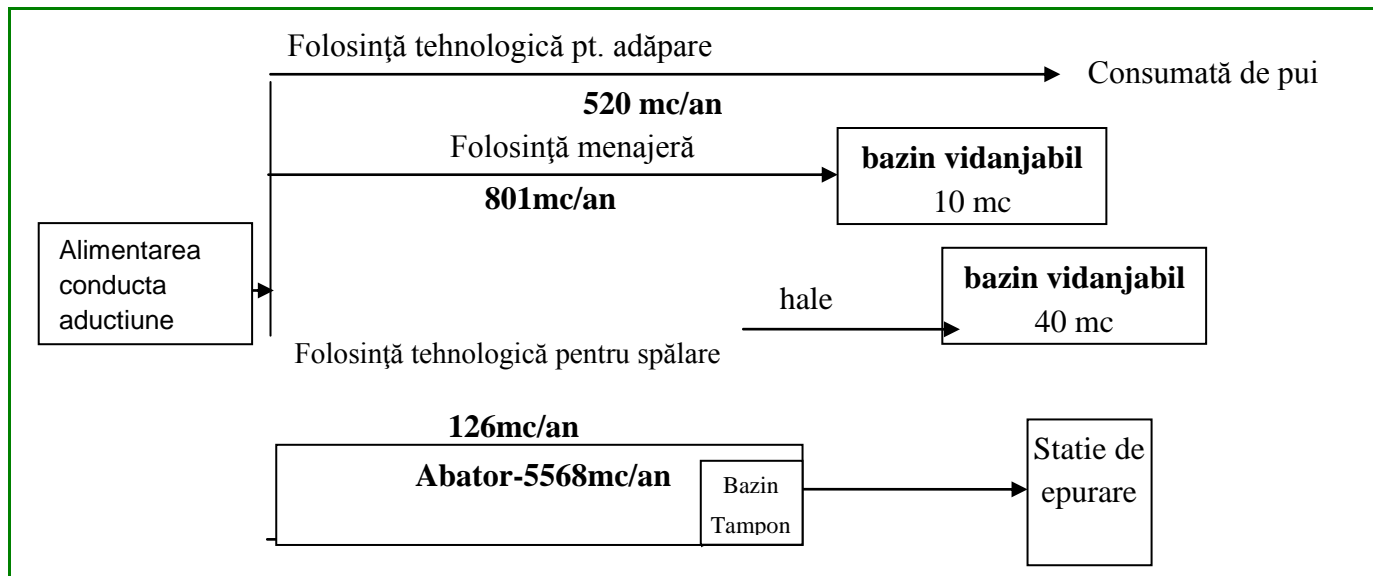 Folosinţă tehnologică pt. adăpare
Consumată de pui
520 mc/an
Folosinţă menajeră
801mc/an
bazin vidanjabil
10 mc
Alimentarea
conducta
aductiune
hale
bazin vidanjabil
40 mc
Folosinţă tehnologică pentru spălare
126mc/an
Abator-5568mc/an
Bazin
Tampon
Statie de
epurare